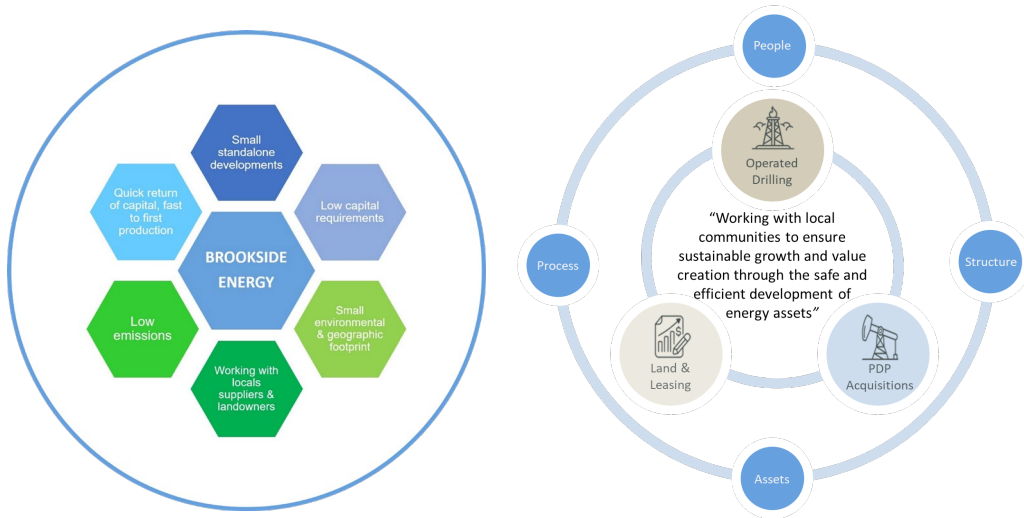 Small
standalone
developments
Quick return
of capital, fast
to first
production
Low capital
requirements
BROOKSIDE
ENERGY
Low
emissions
Small
environmental
& geographic
footprint
Working with
locals
suppliers &
landowners
People
Operated
Drilling
Process
Structure
“Working with local
communities to ensure
sustainable growth and value
creation through the safe and
efficient development of
energy assets”
$
Land &
Leasing
PDP
Acquisitions
Assets